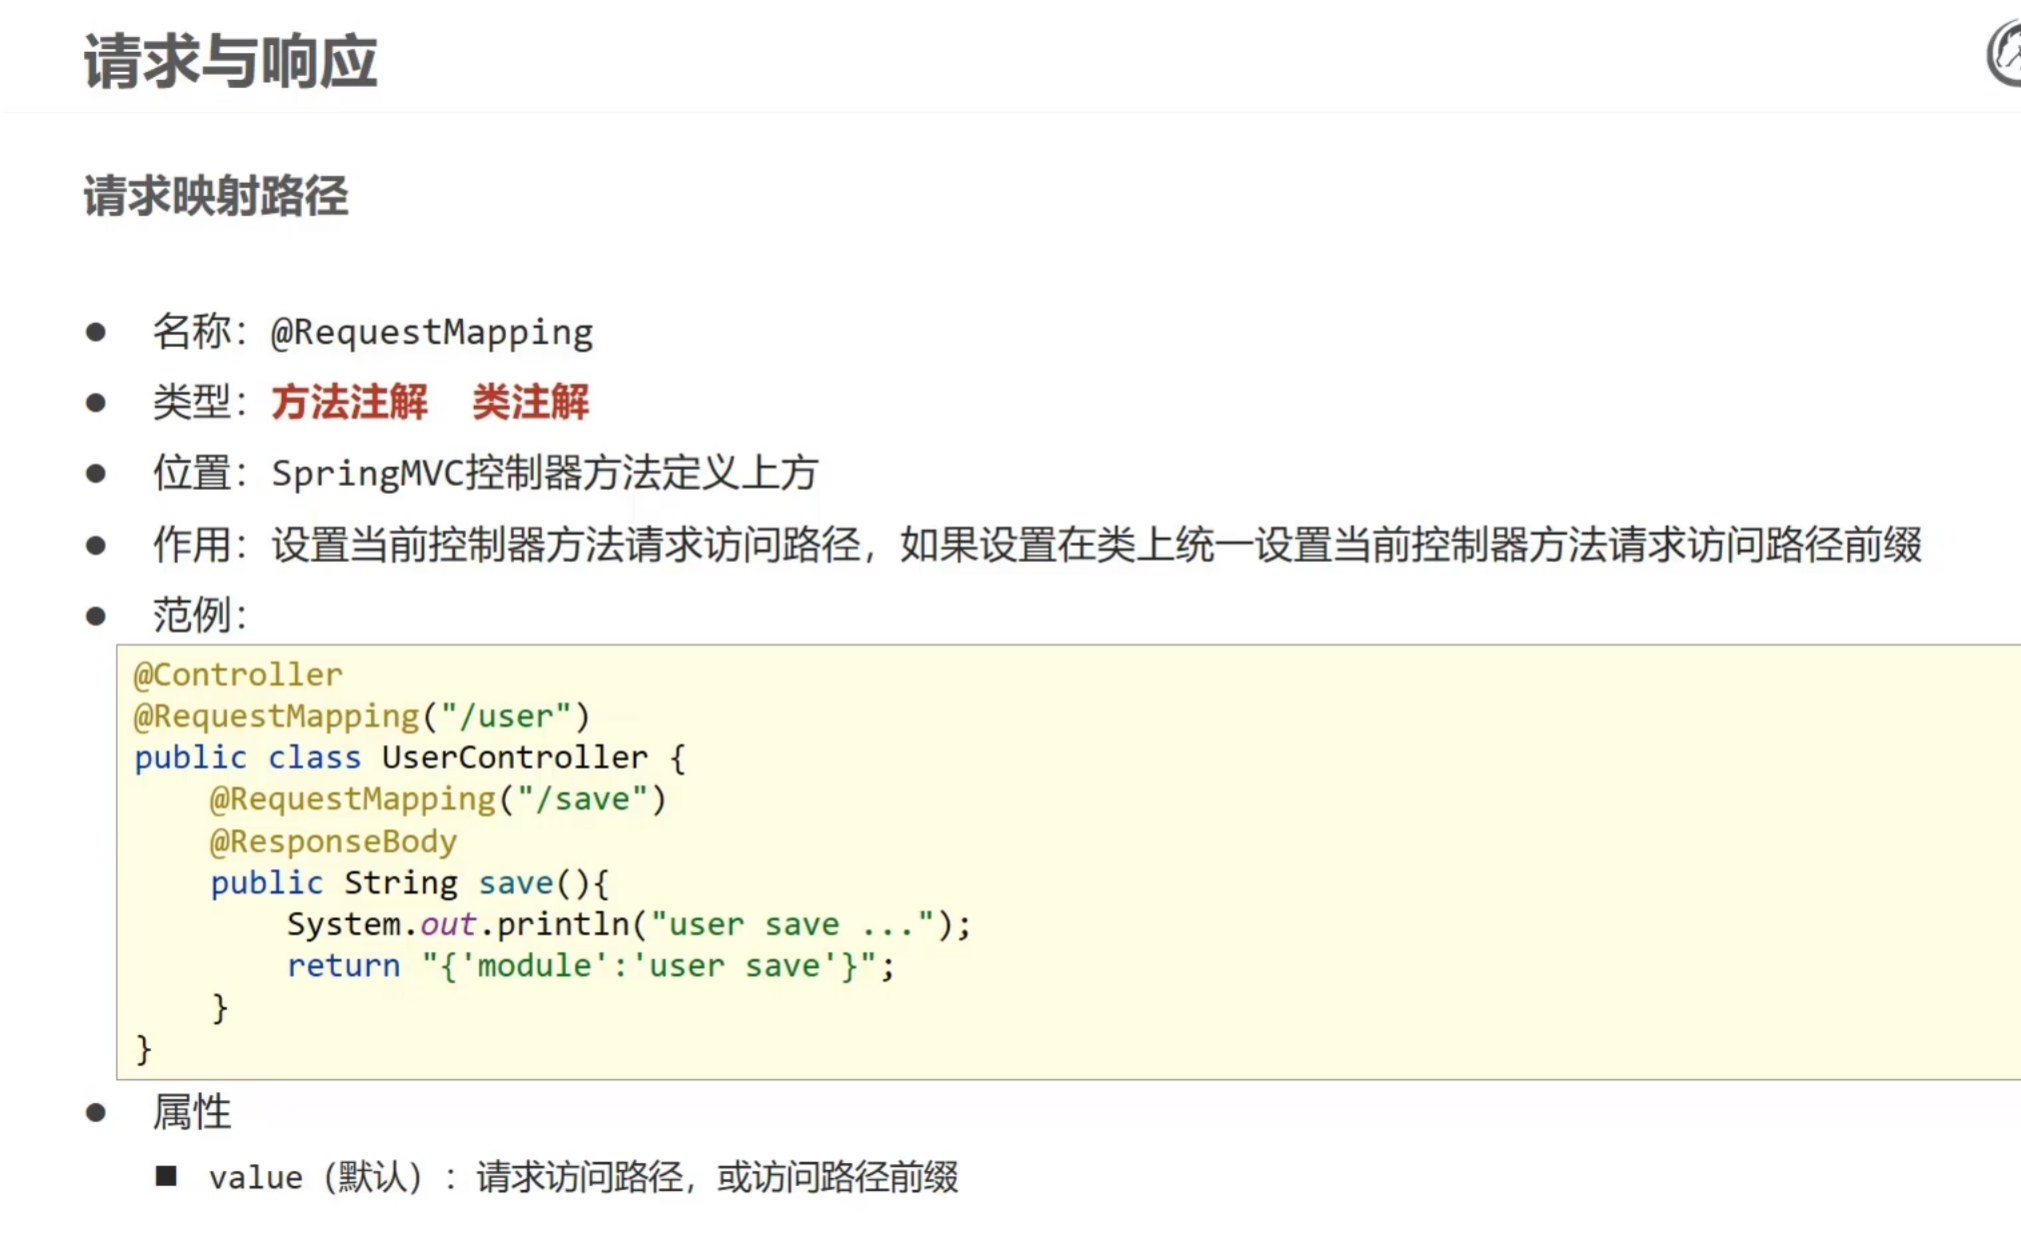 请求与响应
请求映射路径
● 名称：@RequestMapping
● 类型：方法注解 类注解
● 位置：SpringMVC控制器方法定义上方
● 作用：设置当前控制器方法请求访问路径，如果设置在类上统一设置当前控制器方法请求访问路径前缀
● 范例：
@Controller
@RequestMapping("/user")
public class UserController {
    @RequestMapping("/save")
    @ResponseBody
    public String save(){
        System.out.println("user save ...");
        return "{'module':'user save'}";
    }
}
● 属性
■ value（默认）：请求访问路径，或访问路径前缀